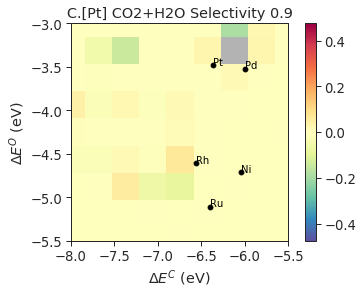 C.[Pt] CO2+H2O Selectivity 0.9
−3.0
−3.5
−4.0
−4.5
−5.0
−5.5
ΔE^O (eV)
Pt
Pd
Rh
Ni
Ru
0.4
0.2
0.0
−0.2
−0.4
−8.0 −7.5 −7.0 −6.5 −6.0 −5.5
ΔE^C (eV)